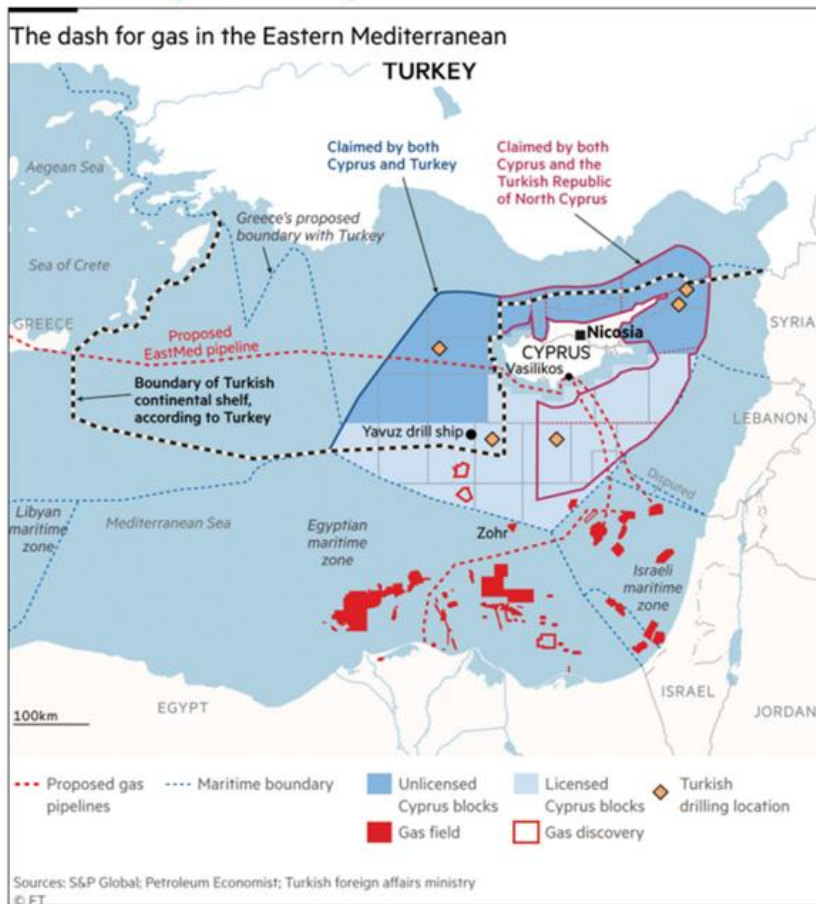 The dash for gas in the Eastern Mediterranean
TURKEY
Claimed by both
Cyprus and Turkey
Claimed by both
Cyprus and the
Turkish Republic
of North Cyprus
Aegean Sea
Greece's proposed
boundary with Turkey
Sea of Crete
GREECE
Proposed
EastMed pipeline
Nicosia
CYPRUS
Vasilikos
SYRIA
Boundary of Turkish
continental shelf,
according to Turkey
LEBANON
Yavuz drill ship
Disputed
Libyan
maritime
zone
Mediterranean Sea
Egyptian
maritime
zone
Zohr
Israeli
maritime
zone
EGYPT
ISRAEL
JORDAN
100km
Proposed gas
pipelines
Maritime boundary
Unlicensed
Cyprus blocks
Licensed
Cyprus blocks
Turkish
drilling location
Gas field
Gas discovery
Sources: S&P Global; Petroleum Economist; Turkish foreign affairs ministry
© FT